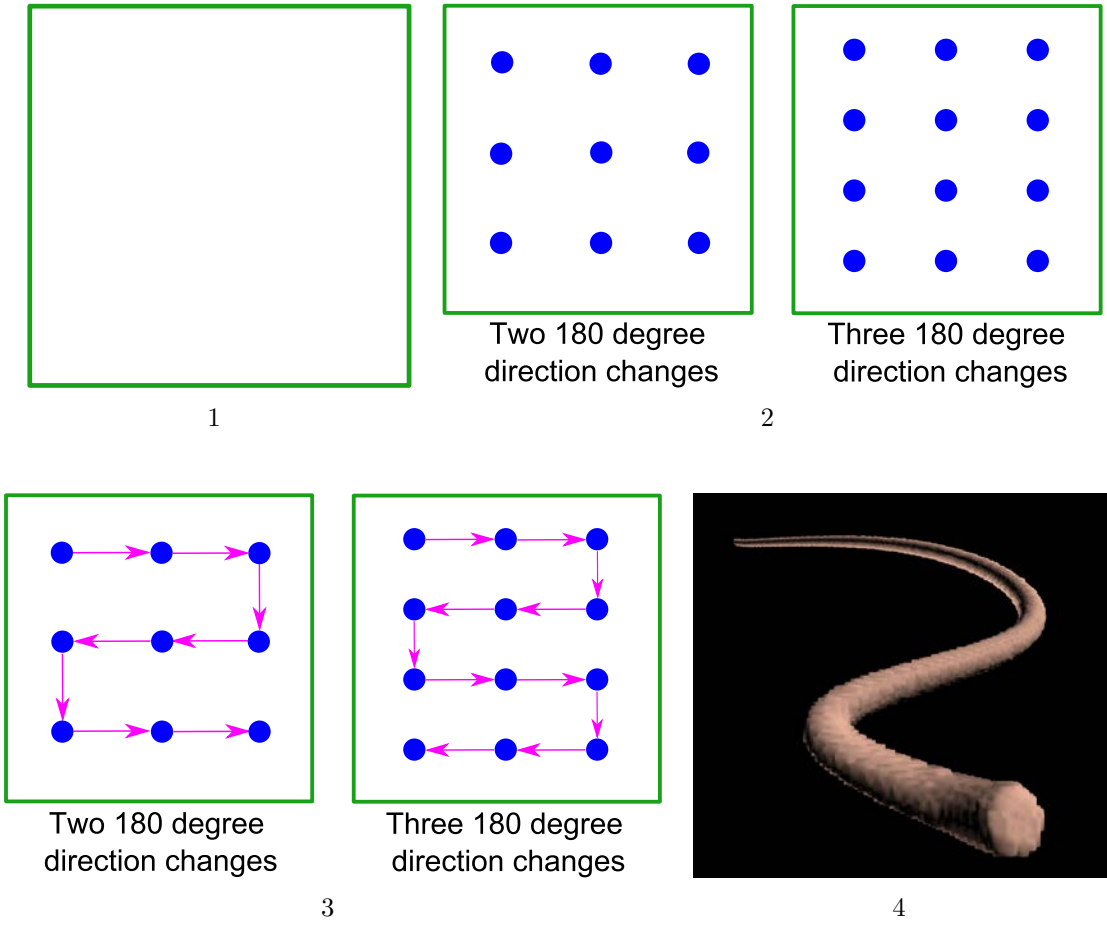 Two 180 degree
direction changes
Three 180 degree
direction changes
1
2
Two 180 degree
direction changes
Three 180 degree
direction changes
3
4